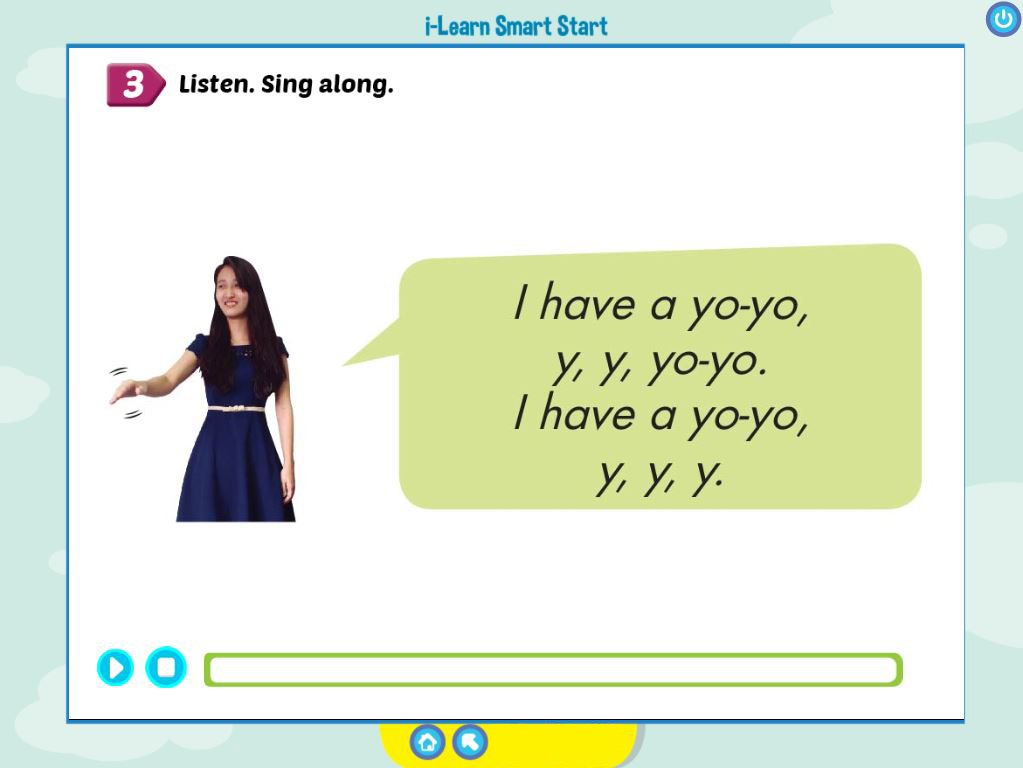 i-Learn Smart Start
3 Listen. Sing along.
I have a yo-yo,
y, y, yo-yo.
I have a yo-yo,
y, y, y.